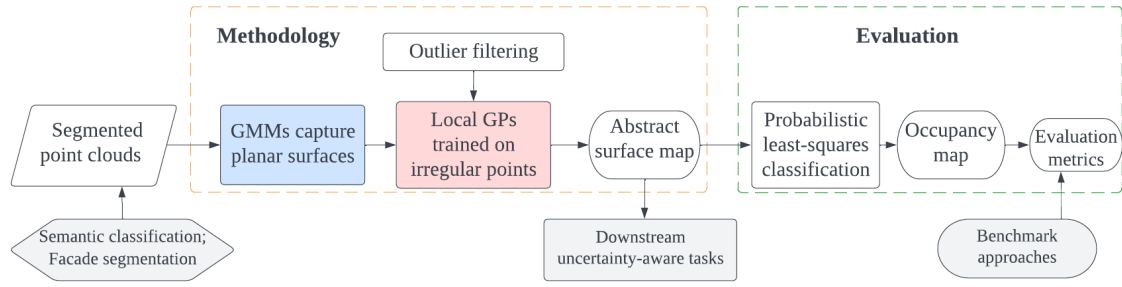 Methodology
Evaluation
Outlier filtering
Segmented
point clouds
GMMs capture
planar surfaces
Local GPs
trained on
irregular points
Abstract
surface map
Probabilistic
least-squares
classification
Occupancy
map
Evaluation
metrics
Semantic classification;
Facade segmentation
Downstream
uncertainty-aware tasks
Benchmark
approaches